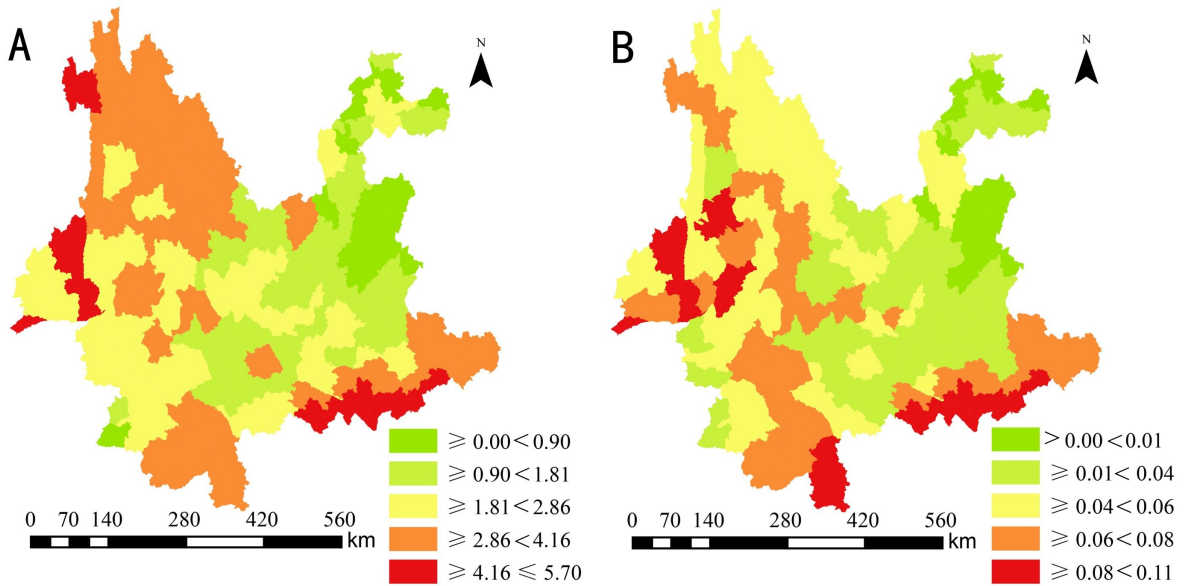 A
N
≥ 0.00 < 0.90
≥ 0.90 < 1.81
≥ 1.81 < 2.86
≥ 2.86 < 4.16
≥ 4.16 ≤ 5.70
0 70 140 280 420 560
km
B
N
> 0.00 < 0.01
≥ 0.01 < 0.04
≥ 0.04 < 0.06
≥ 0.06 < 0.08
≥ 0.08 < 0.11
0 70 140 280 420 560
km